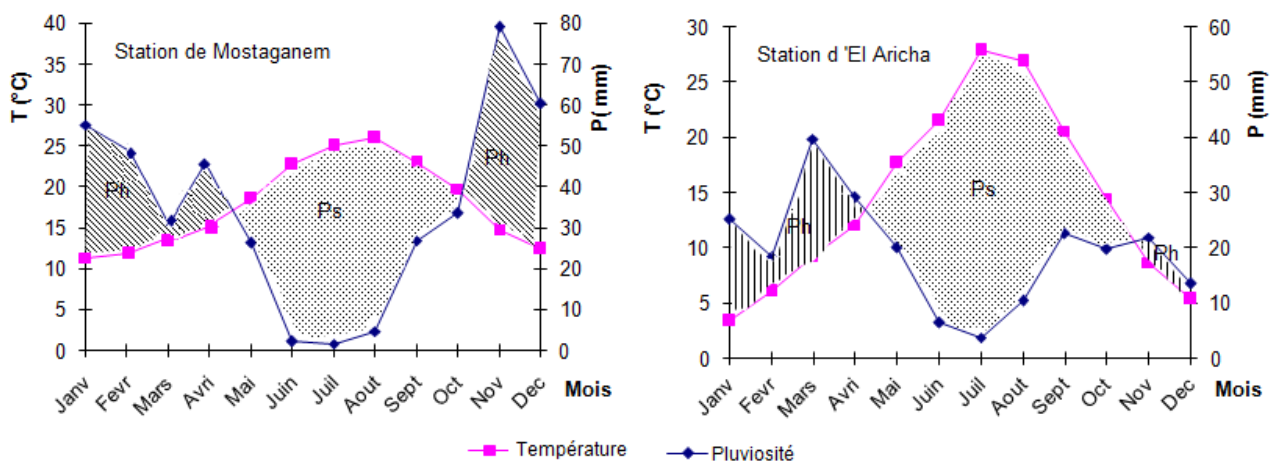 Station de Mostaganem
T (°C)
40
35
30
25
20
15
10
5
0
P( mm)
80
70
60
50
40
30
20
10
0
Ph
Ps
Ph
Janv
Fevr
Mars
Avri
Mai
Juin
Juil
Aout
Sept
Oct
Nov
Dec
Mois
Station d 'El Aricha
T (°C)
30
25
20
15
10
5
0
P (mm)
60
50
40
30
20
10
0
Ph
Ps
Ph
Janv
Fevr
Mars
Avri
Mai
Juin
Juil
Aout
Sept
Oct
Nov
Dec
Mois
Température
Pluviosité